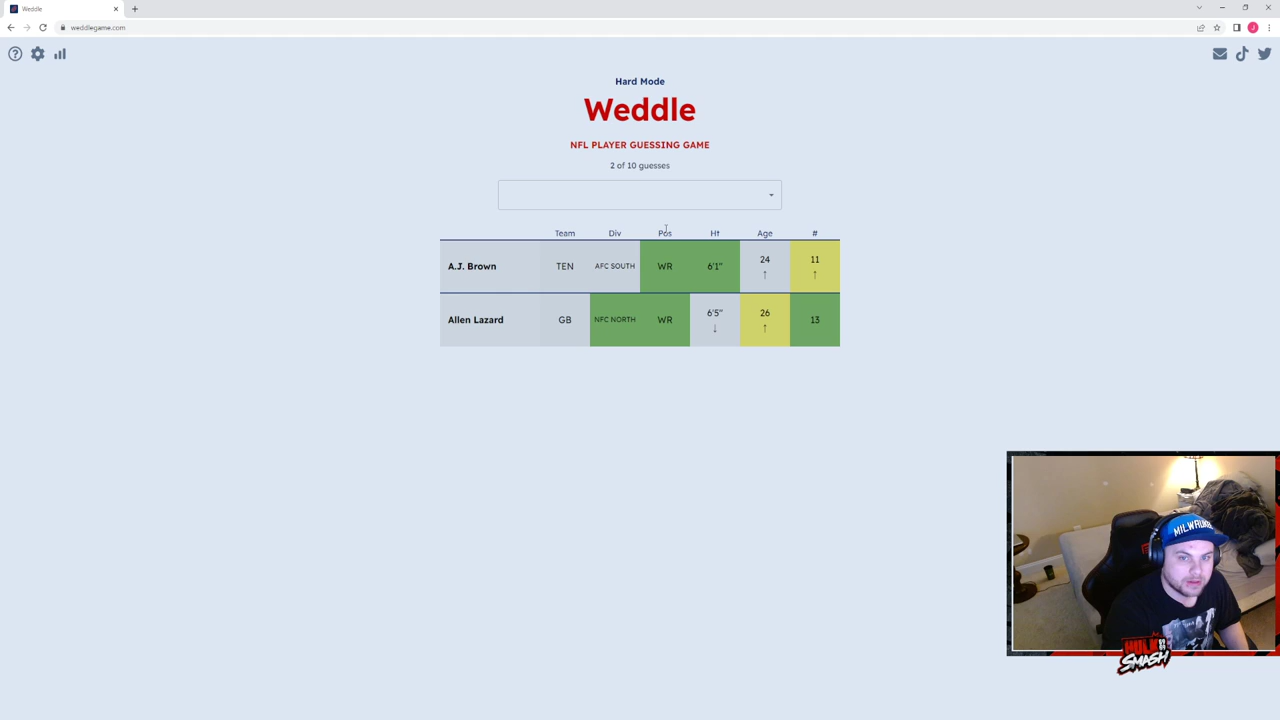 Weddle
weddlegame.com
Hard Mode
Weddle
NFL PLAYER GUESSING GAME
2 of 10 guesses
Team Div Pos Ht Age #
A.J. Brown TEN AFC SOUTH WR 6'1" 24 ↑ 11 ↑
Allen Lazard GB NFC NORTH WR 6'5" ↓ 26 ↑ 13
J
SMASH